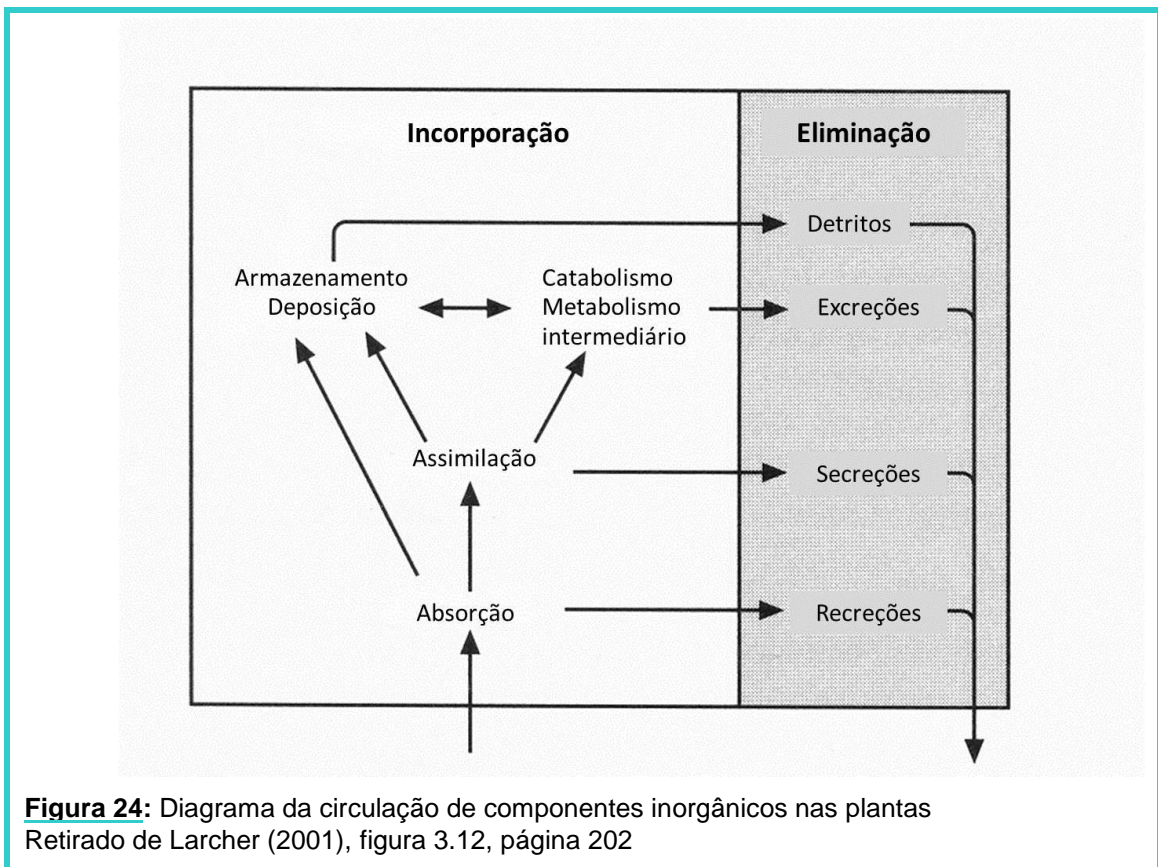 Incorporação
Eliminação
Detritos
Armazenamento
Deposição
Catabolismo
Metabolismo
intermediário
Excreções
Assimilação
Secreções
Absorção
Recreções
Figura 24: Diagrama da circulação de componentes inorgânicos nas plantas
Retirado de Larcher (2001), figura 3.12, página 202